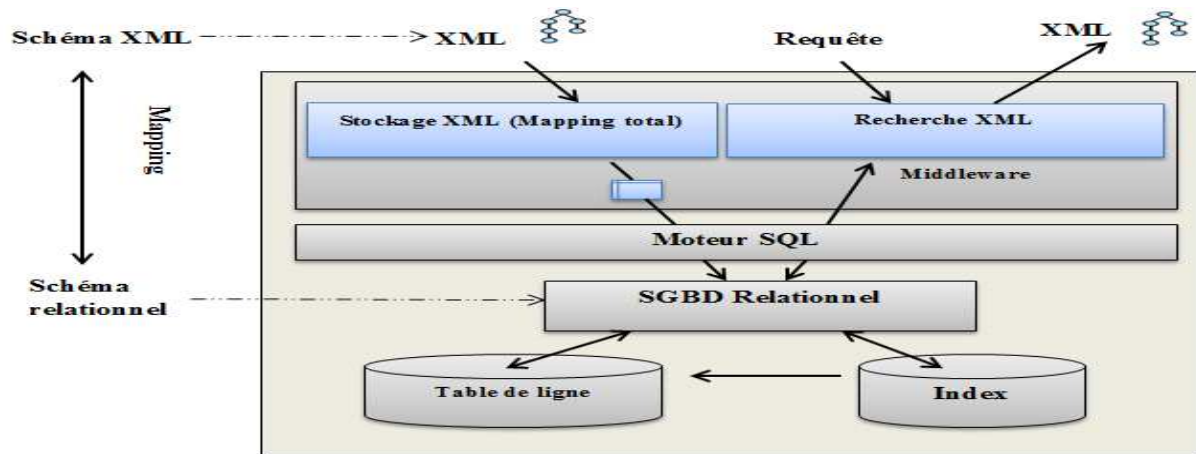 Schéma XML
XML
Requête
XML
Mapping
Stockage XML (Mapping total)
Recherche XML
Middleware
Moteur SQL
Schéma
relationnel
SGBD Relationnel
Table de ligne
Index